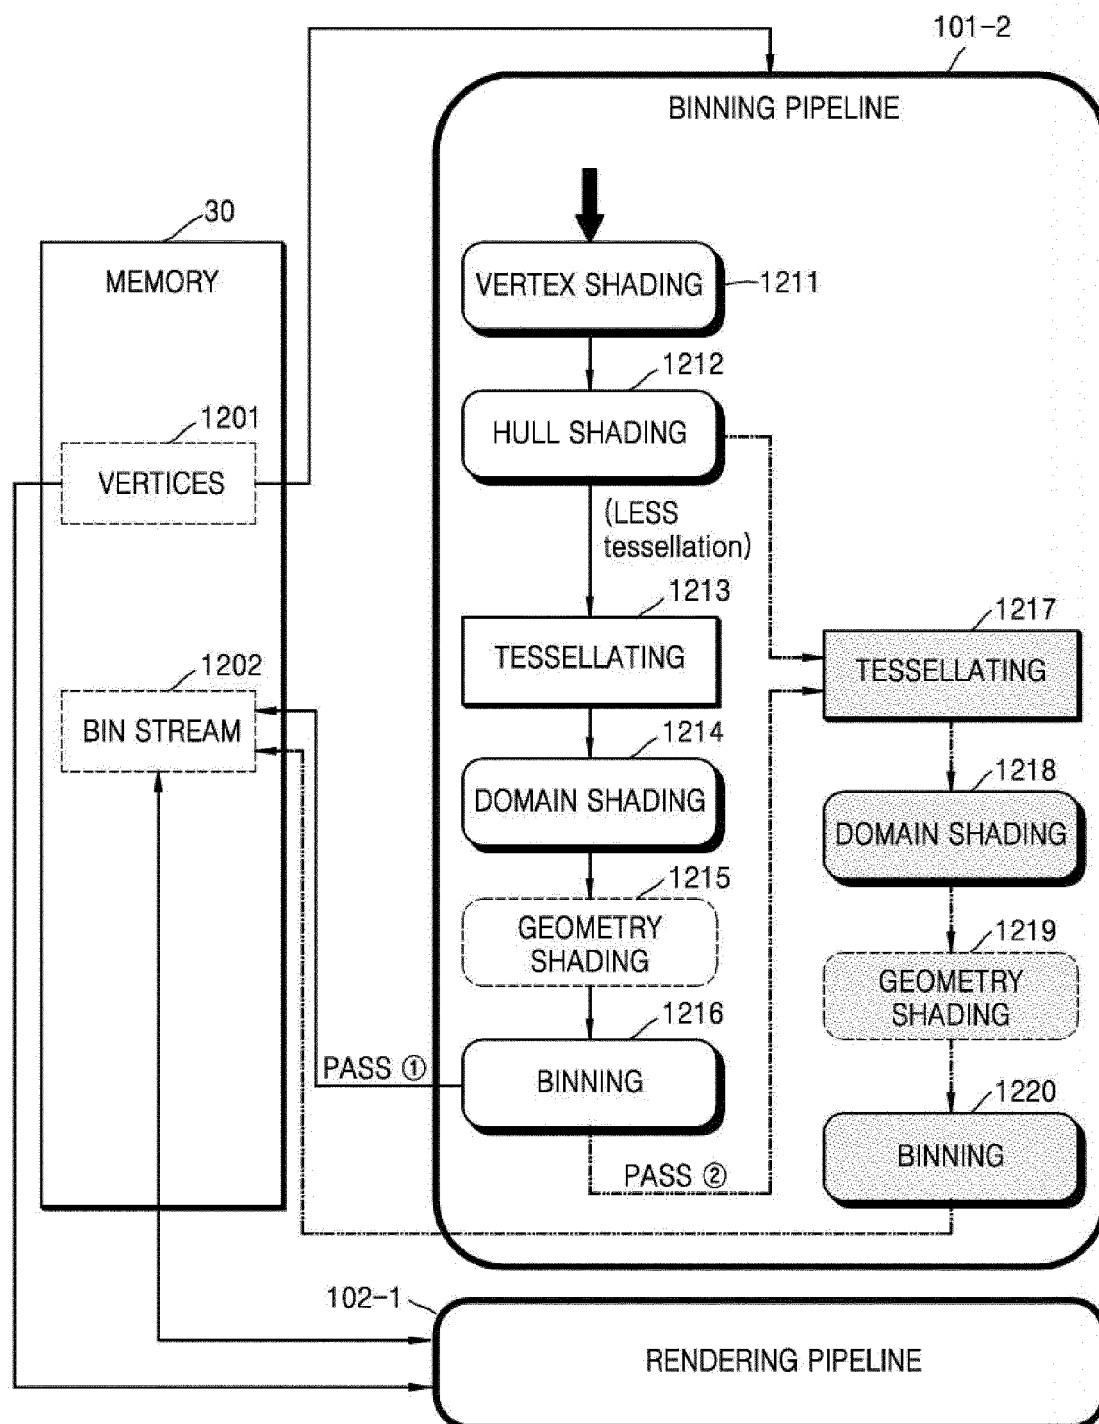 101-2
BINNING PIPELINE
30
MEMORY
VERTEX SHADING
1211
1212
HULL SHADING
1201
VERTICES
(LESS
tessellation)
1213
TESSELLATING
1217
TESSELLATING
1202
BIN STREAM
1214
DOMAIN SHADING
1218
DOMAIN SHADING
1215
GEOMETRY
SHADING
1219
GEOMETRY
SHADING
1216
BINNING
PASS ①
1220
BINNING
PASS ②
102-1
RENDERING PIPELINE